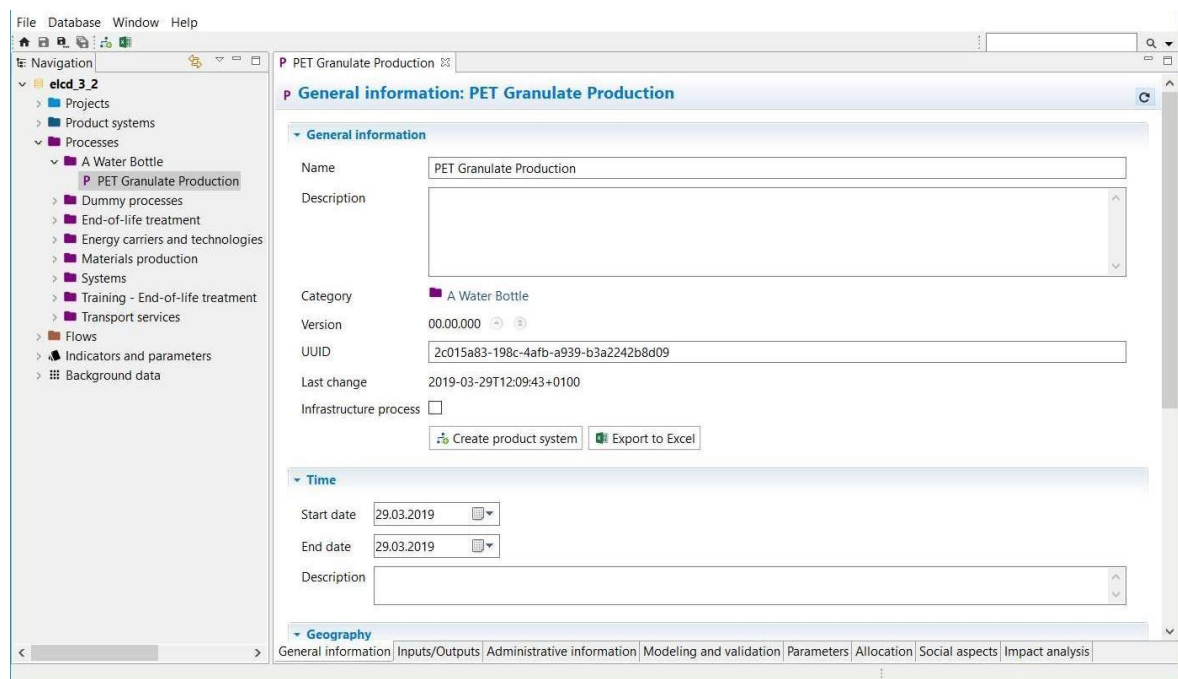 File Database Window Help
Navigation
elcd_3_2
Projects
Product systems
Processes
A Water Bottle
P PET Granulate Production
Dummy processes
End-of-life treatment
Energy carriers and technologies
Materials production
Systems
Training - End-of-life treatment
Transport services
Flows
Indicators and parameters
Background data
P PET Granulate Production
P General information: PET Granulate Production
General information
Name PET Granulate Production
Description
Category A Water Bottle
Version 00.00.000
UUID 2c015a83-198c-4afb-a939-b3a2242b8d09
Last change 2019-03-29T12:09:43+0100
Infrastructure process
Create product system Export to Excel
Time
Start date 29.03.2019
End date 29.03.2019
Description
Geography
General information Inputs/Outputs Administrative information Modeling and validation Parameters Allocation Social aspects Impact analysis